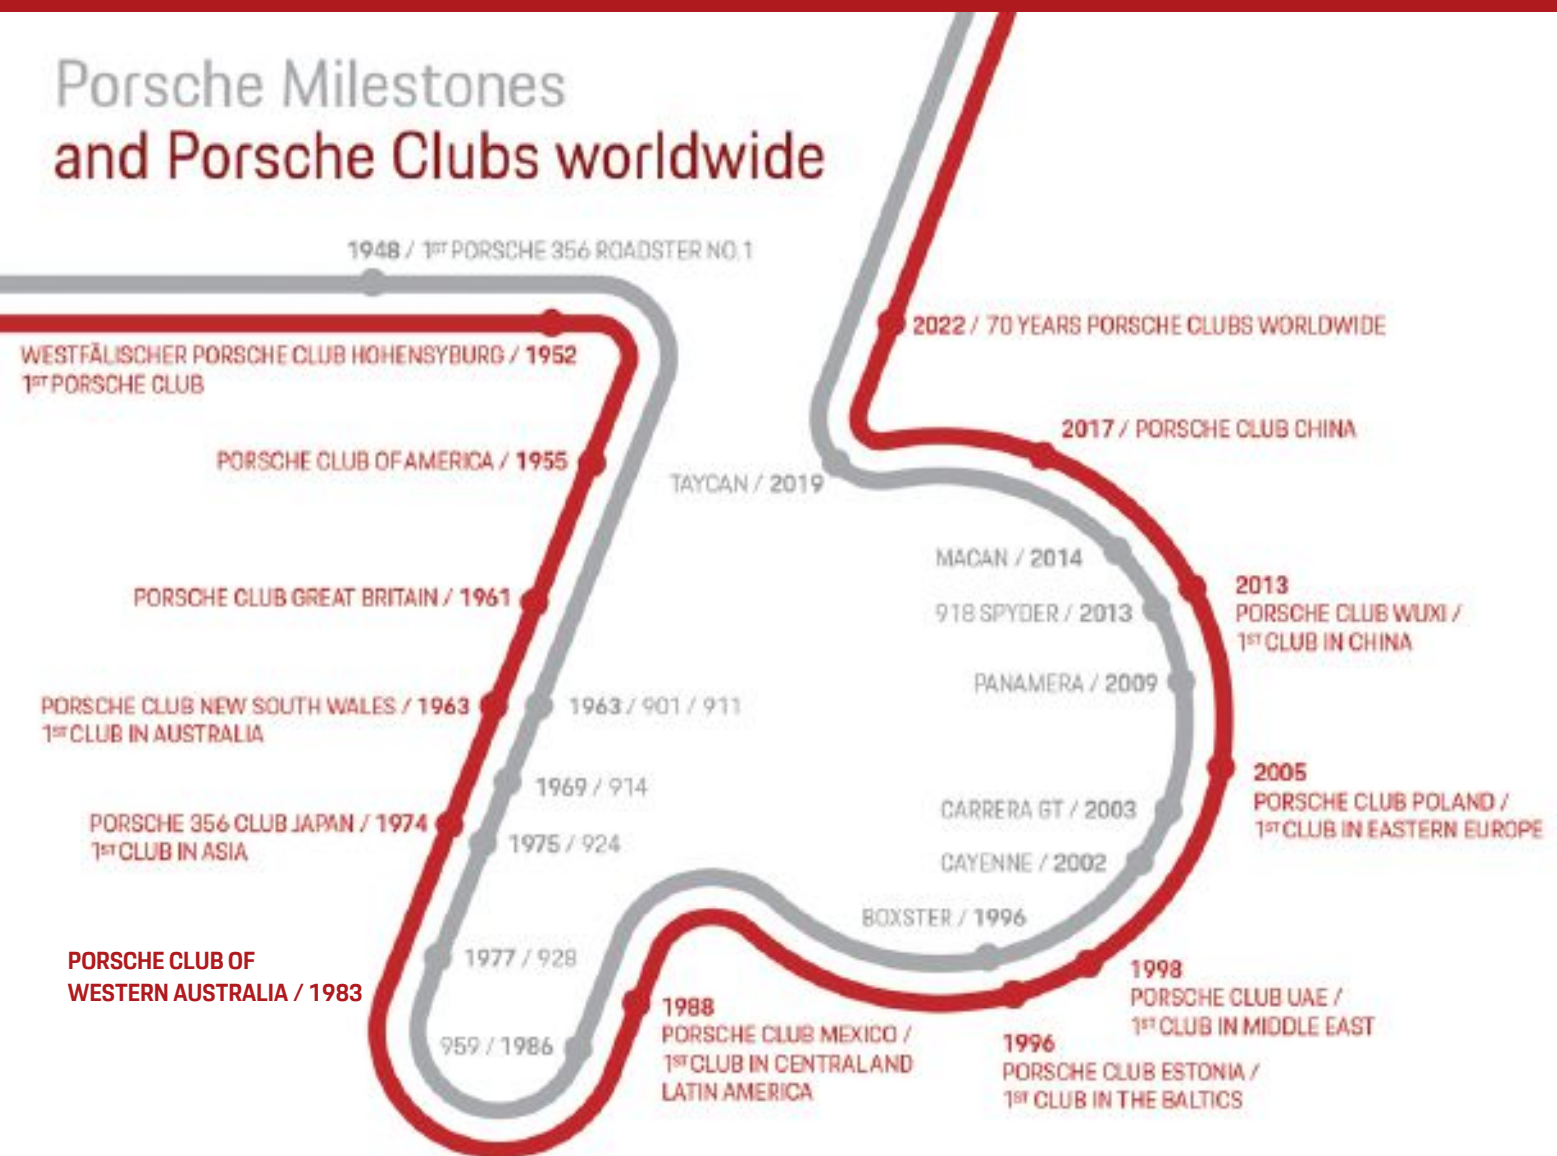 Porsche Milestones
and Porsche Clubs worldwide
1948 / 1ST PORSCHE 356 ROADSTER NO.1
WESTFÄLISCHER PORSCHE CLUB HOHENSYBURG / 1952
1ST PORSCHE CLUB
PORSCHE CLUB OF AMERICA / 1955
PORSCHE CLUB GREAT BRITAIN / 1961
PORSCHE CLUB NEW SOUTH WALES / 1963
1ST CLUB IN AUSTRALIA
1963 / 901 / 911
1969 / 914
PORSCHE 356 CLUB JAPAN / 1974
1ST CLUB IN ASIA
1975 / 924
1977 / 928
PORSCHE CLUB OF
WESTERN AUSTRALIA / 1983
959 / 1986
1988
PORSCHE CLUB MEXICO /
1ST CLUB IN CENTRAL AND
LATIN AMERICA
BOXSTER / 1996
1996
PORSCHE CLUB ESTONIA /
1ST CLUB IN THE BALTICS
1998
PORSCHE CLUB UAE /
1ST CLUB IN MIDDLE EAST
CAYENNE / 2002
CARRERA GT / 2003
2005
PORSCHE CLUB POLAND /
1ST CLUB IN EASTERN EUROPE
PANAMERA / 2009
918 SPYDER / 2013
2013
PORSCHE CLUB WUXI /
1ST CLUB IN CHINA
MACAN / 2014
2017 / PORSCHE CLUB CHINA
TAYCAN / 2019
2022 / 70 YEARS PORSCHE CLUBS WORLDWIDE